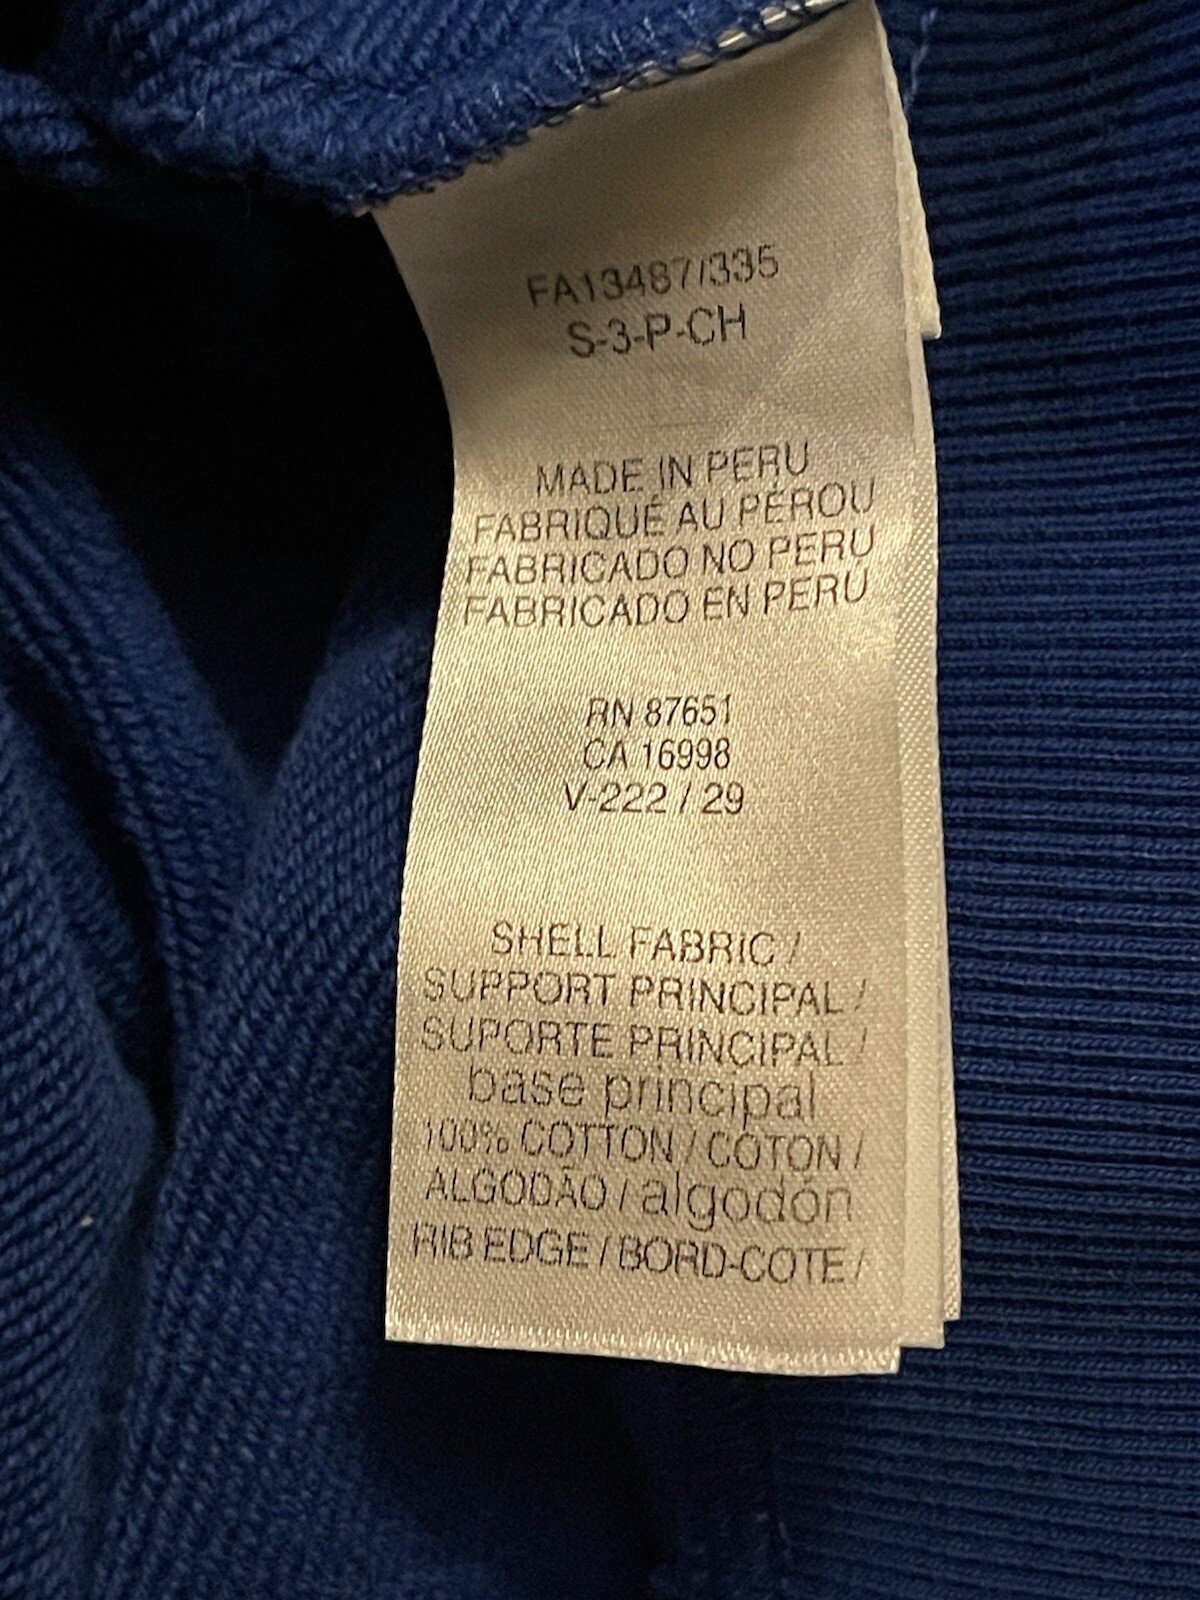 FA13487/335
S-3-P-CH
MADE IN PERU
FABRIQUÉ AU PÉROU
FABRICADO NO PERU
FABRICADO EN PERÚ
RN 87651
CA 16998
V-222 / 29
SHELL FABRIC /
SUPPORT PRINCIPAL /
SUPORTE PRINCIPAL /
base principal
100% COTTON / COTON /
ALGODÃO / algodón
RIB EDGE / BORD-COTE /